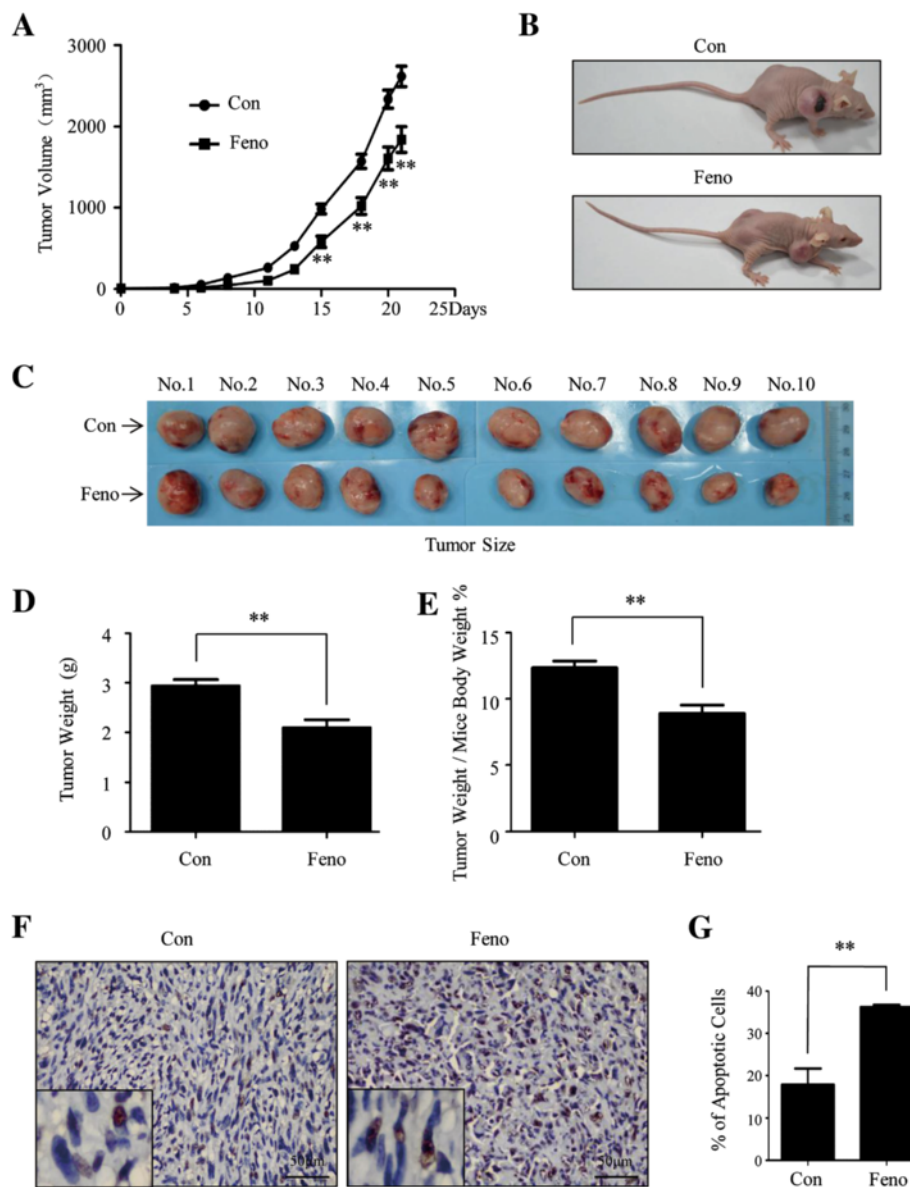 A
Tumor Volume (mm³)
3000
2000
1000
0
Con
Feno
**
**
**
**
0
5
10
15
20
25Days
B
Con
Feno
C
No.1 No.2 No.3 No.4 No.5 No.6 No.7 No.8 No.9 No.10
Con
Feno
Tumor Size
D
Tumor Weight (g)
4
3
2
1
0
**
Con
Feno
E
Tumor Weight / Mice Body Weight %
15
10
5
0
**
Con
Feno
F
Con
Feno
50μm
50μm
G
% of Apoptotic Cells
40
30
20
10
0
**
Con
Feno